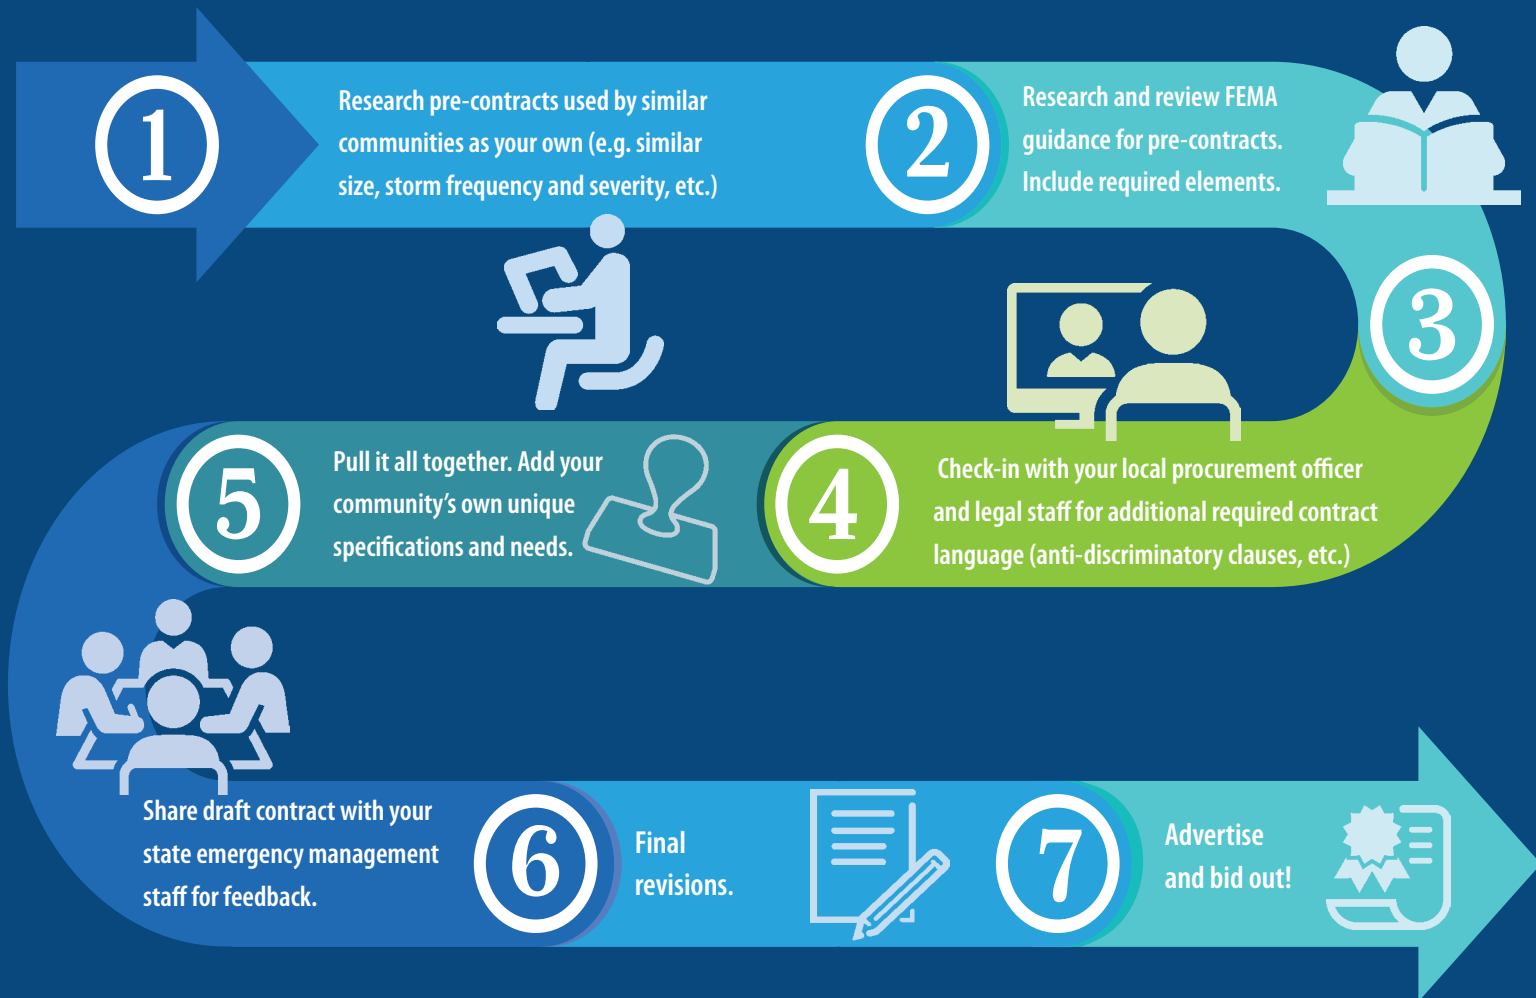 1
Research pre-contracts used by similar
communities as your own (e.g. similar
size, storm frequency and severity, etc.)
2
Research and review FEMA
guidance for pre-contracts.
Include required elements.
3
Check-in with your local procurement officer
and legal staff for additional required contract
language (anti-discriminatory clauses, etc.)
4
Pull it all together. Add your
community’s own unique
specifications and needs.
5
Share draft contract with your
state emergency management
staff for feedback.
6
Final
revisions.
7
Advertise
and bid out!